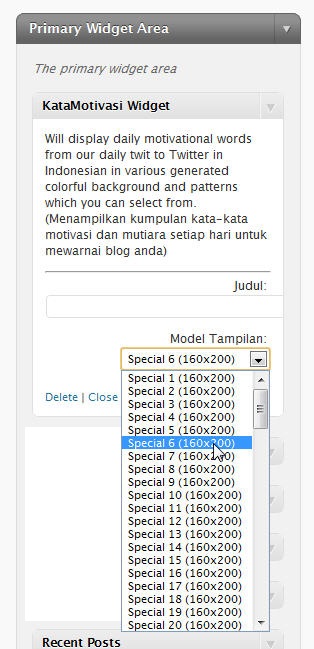 Primary Widget Area
The primary widget area
KataMotivasi Widget
Will display daily motivational words
from our daily twit to Twitter in
Indonesian in various generated
colorful background and patterns
which you can select from.
(Menampilkan kumpulan kata-kata
motivasi dan mutiara setiap hari untuk
mewarnai blog anda)
Judul:
Model Tampilan:
Special 6 (160x200)
Delete | Close
Special 1 (160x200)
Special 2 (160x200)
Special 3 (160x200)
Special 4 (160x200)
Special 5 (160x200)
Special 6 (160x200)
Special 7 (160x200)
Special 8 (160x200)
Special 9 (160x200)
Special 10 (160x200)
Special 11 (160x200)
Special 12 (160x200)
Special 13 (160x200)
Special 14 (160x200)
Special 15 (160x200)
Special 16 (160x200)
Special 17 (160x200)
Special 18 (160x200)
Special 19 (160x200)
Special 20 (160x200)
Recent Posts